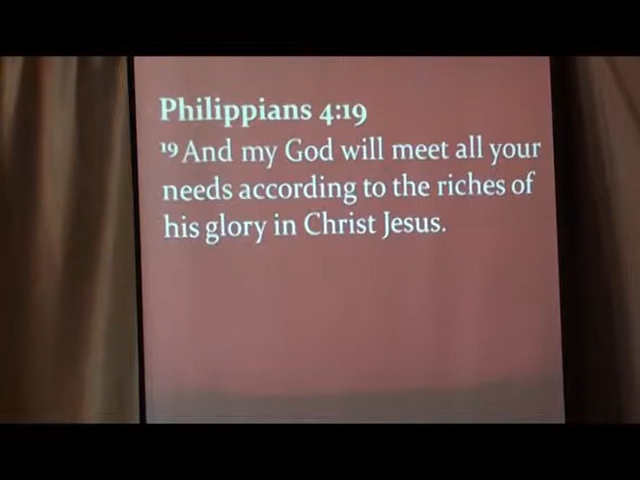 Philippians 4:19
19 And my God will meet all your
needs according to the riches of
his glory in Christ Jesus.